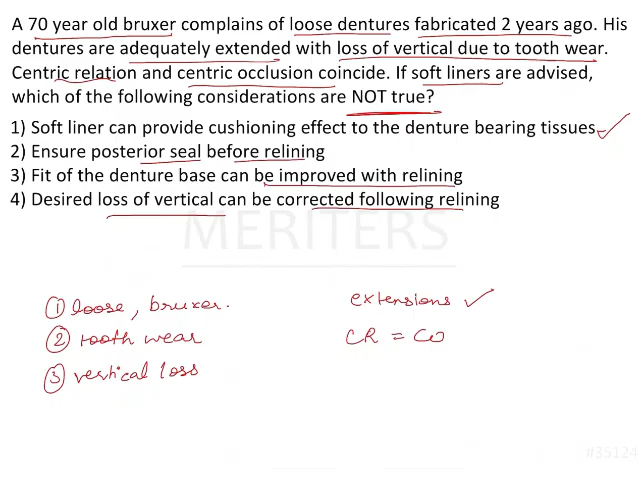 A 70 year old bruxer complains of loose dentures fabricated 2 years ago. His
dentures are adequately extended with loss of vertical due to tooth wear.
Centric relation and centric occlusion coincide. If soft liners are advised,
which of the following considerations are NOT true?
1) Soft liner can provide cushioning effect to the denture bearing tissues
2) Ensure posterior seal before relining
3) Fit of the denture base can be improved with relining
4) Desired loss of vertical can be corrected following relining
MERITERS
① loose, bruxer. extensions ✓
② tooth wear CR = CO
③ vertical loss
#35124